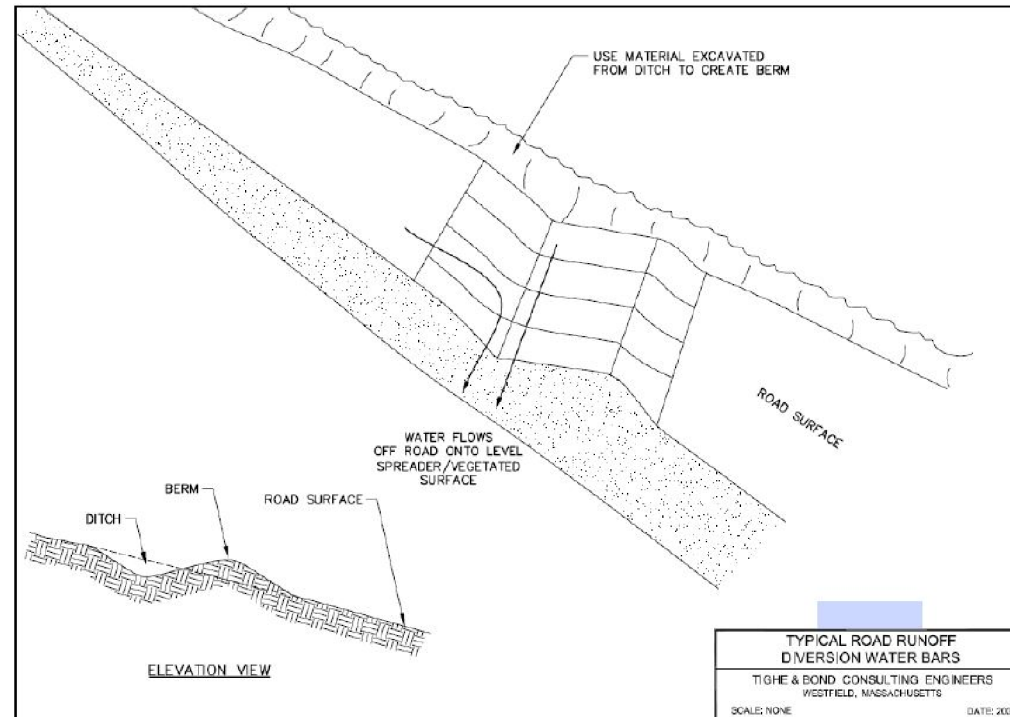 USE MATERIAL EXCAVATED
FROM DITCH TO CREATE BERM
ROAD SURFACE
WATER FLOWS
OFF ROAD ONTO LEVEL
SPREADER/VEGETATED
SURFACE
BERM
ROAD SURFACE
DITCH
ELEVATION VIEW
TYPICAL ROAD RUNOFF
DIVERSION WATER BARS
TIGHE & BOND CONSULTING ENGINEERS
WESTFIELD, MASSACHUSETTS
SCALE: NONE
DATE: